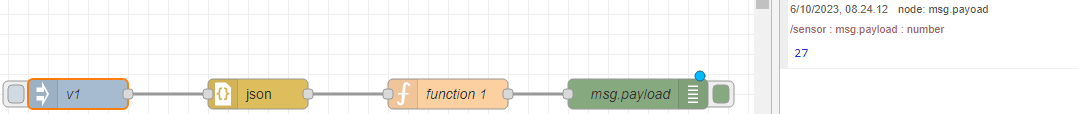 v1
{}
json
f
function 1
msg.payload
6/10/2023, 08.24.12 node: msg.payoad
/sensor : msg.payload : number
27